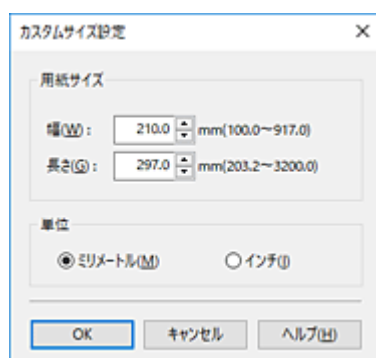 カスタムサイズ設定
用紙サイズ
幅(W): 210.0 mm(100.0～917.0)
長さ(G): 297.0 mm(203.2～3200.0)
単位
ミリメートル(M) インチ(I)
OK キャンセル ヘルプ(H)